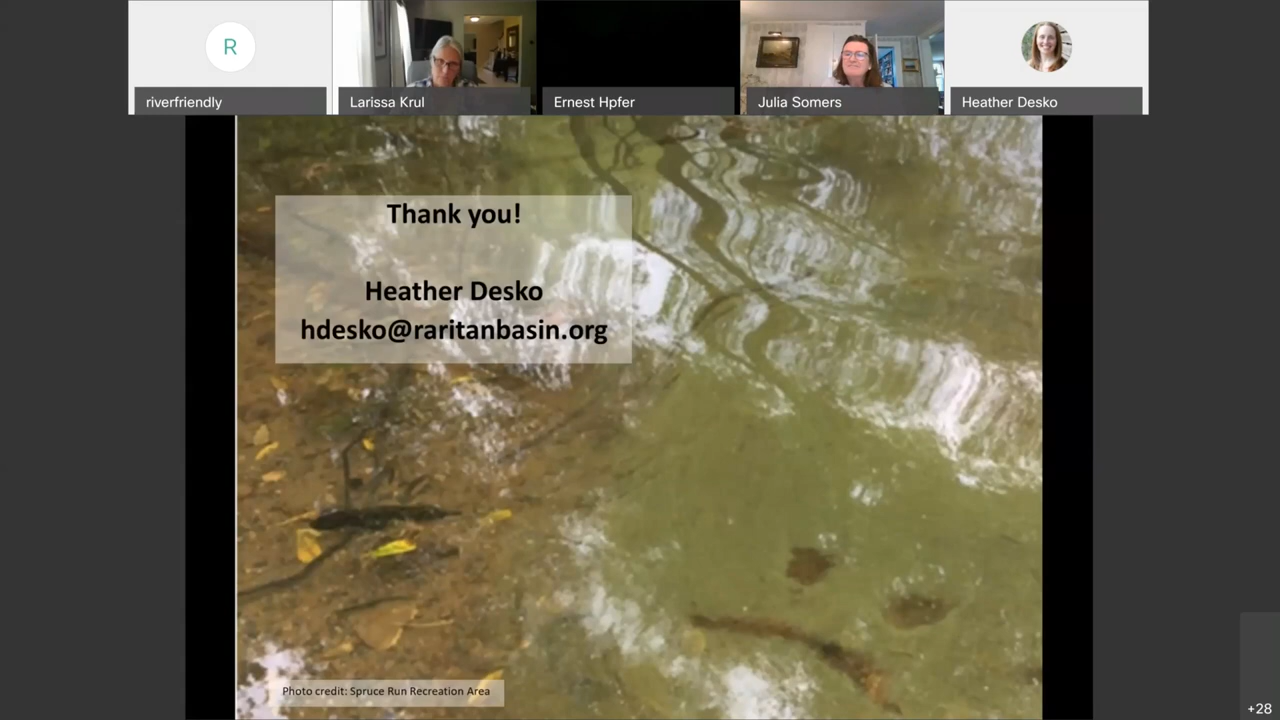 R
riverfriendly
Larissa Krul
Ernest Hpfer
Julia Somers
Heather Desko
Thank you!
Heather Desko
hdesko@raritanbasin.org
Photo credit: Spruce Run Recreation Area
+28